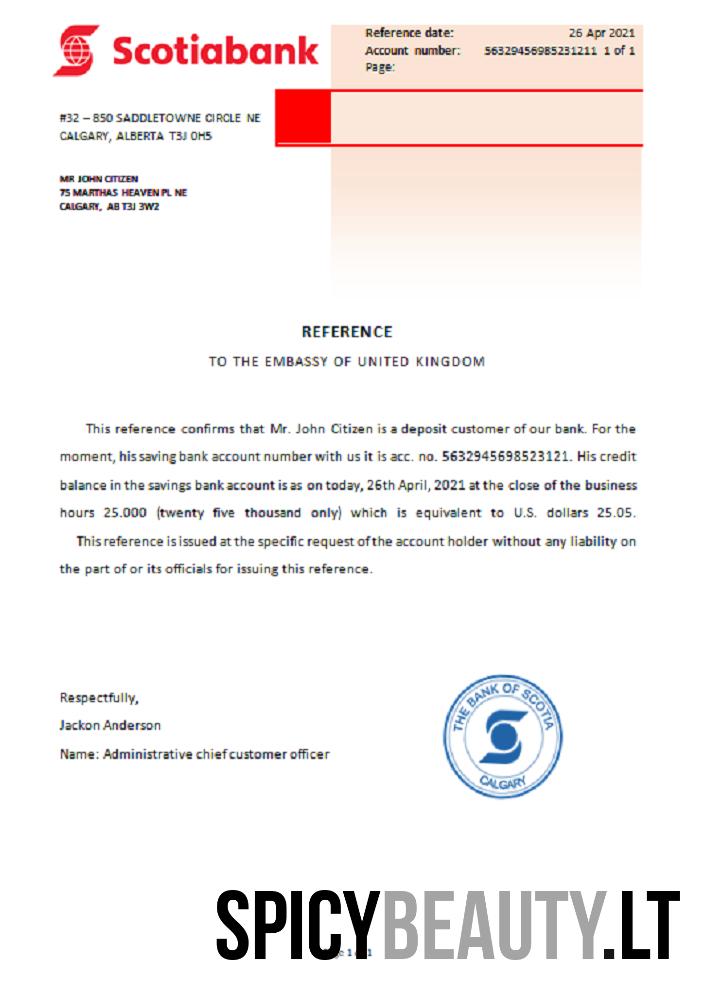 Scotiabank
Reference date: 26 Apr 2021
Account number: 56329456985231211 1 of 1
Page:
#32 – 850 SADDLETOWNE CIRCLE NE
CALGARY, ALBERTA T3J 0H5
MR JOHN CITIZEN
75 MARTHAS HEAVEN PL NE
CALGARY, AB T3J 3W2
REFERENCE
TO THE EMBASSY OF UNITED KINGDOM
This reference confirms that Mr. John Citizen is a deposit customer of our bank. For the
moment, his saving bank account number with us it is acc. no. 5632945698523121. His credit
balance in the savings bank account is as on today, 26th April, 2021 at the close of the business
hours 25.000 (twenty five thousand only) which is equivalent to U.S. dollars 25.05.
This reference is issued at the specific request of the account holder without any liability on
the part of or its officials for issuing this reference.
Respectfully,
Jackon Anderson
Name: Administrative chief customer officer
THE BANK OF SCOTIA
CALGARY
SPICYBEAUTY.LT